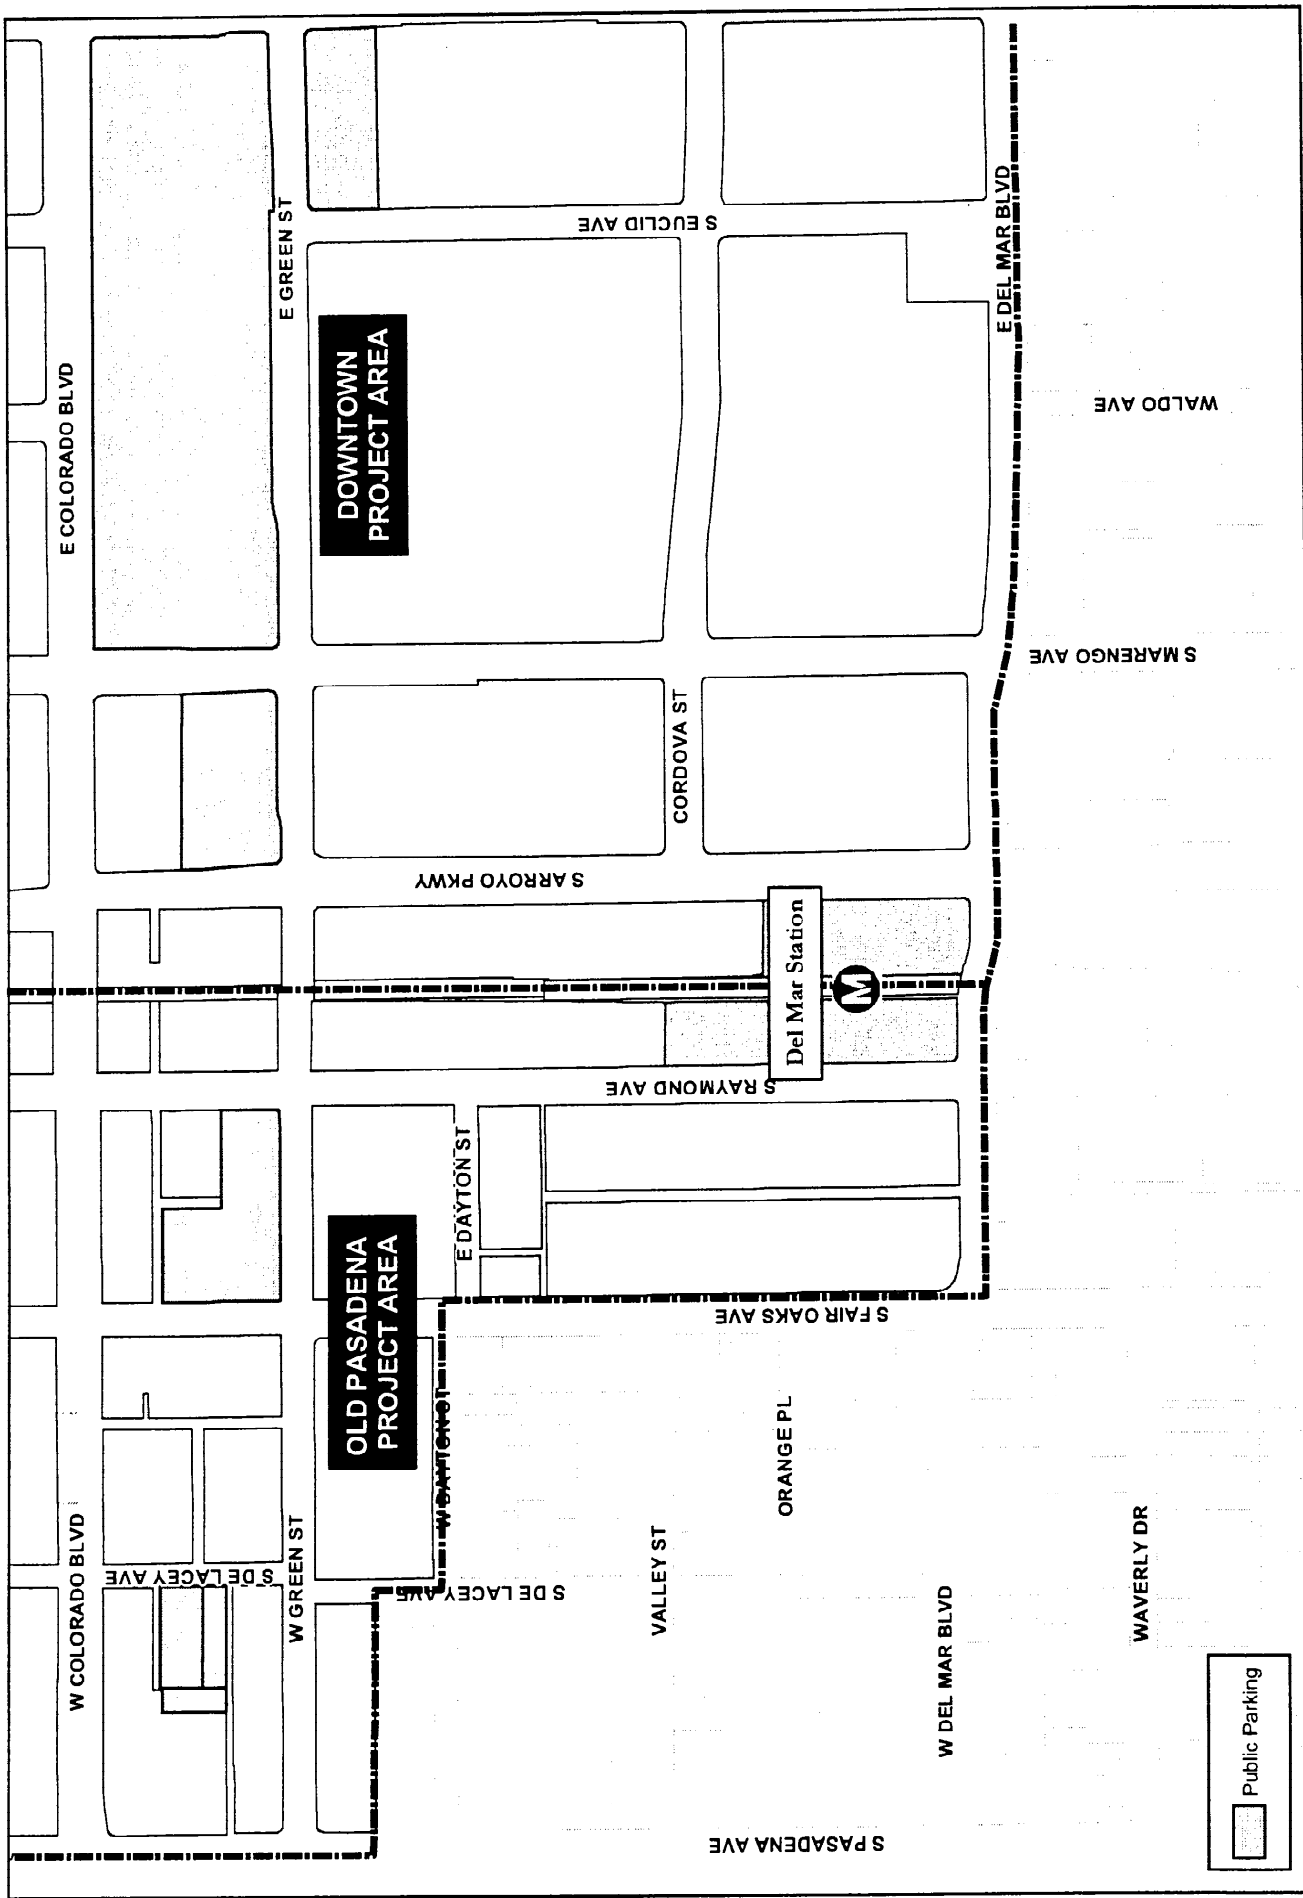 E COLORADO BLVD
W COLORADO BLVD
E GREEN ST
W GREEN ST
S DE LACEY AVE
S DE LACEY AVE
OLD PASADENA
PROJECT AREA
DOWNTOWN
PROJECT AREA
W DAYTON ST
E DAYTON ST
S ARROYO PKWY
S EUCLID AVE
S RAYMOND AVE
CORDOVA ST
VALLEY ST
ORANGE PL
S FAIR OAKS AVE
S PASADENA AVE
Del Mar Station
M
W DEL MAR BLVD
E DEL MAR BLVD
S MARENGO AVE
WALDO AVE
WAVERLY DR
Public Parking